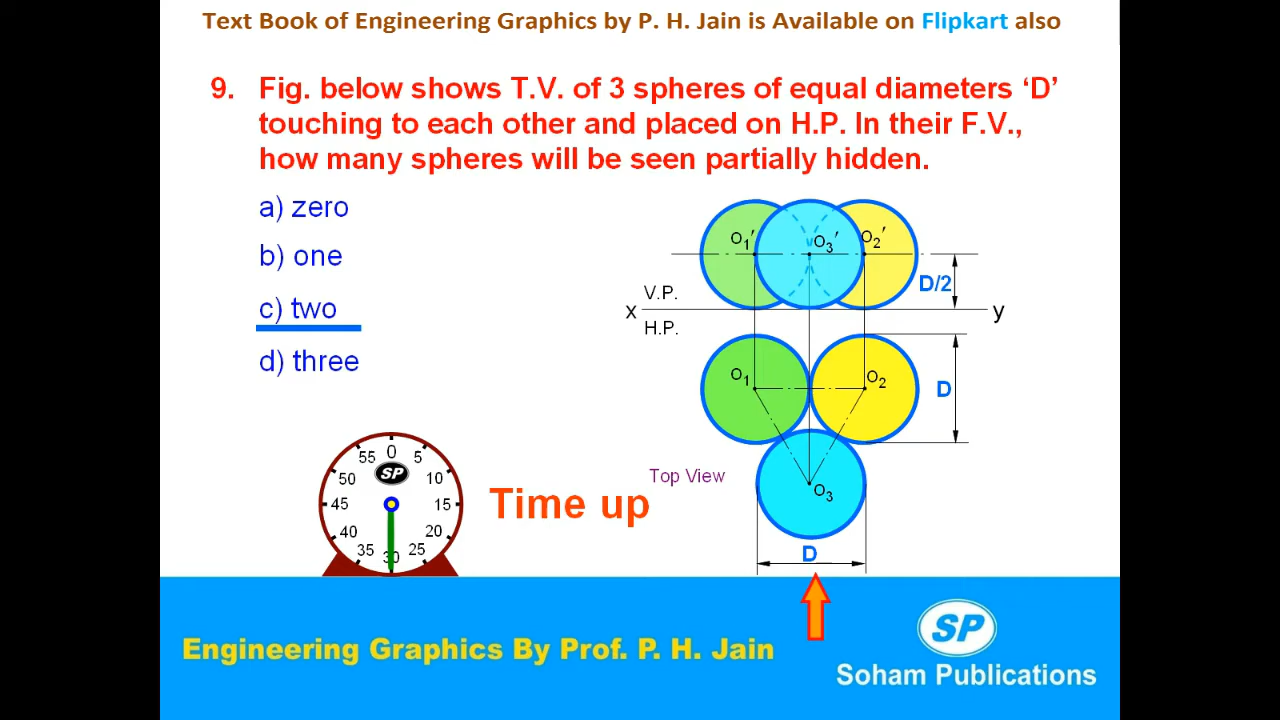 Text Book of Engineering Graphics by P. H. Jain is Available on Flipkart also
9. Fig. below shows T.V. of 3 spheres of equal diameters ‘D’
touching to each other and placed on H.P. In their F.V.,
how many spheres will be seen partially hidden.
a) zero
b) one
c) two
d) three
O1′ O3′ O2′
D/2
V.P.
x y
H.P.
O1 O2
D
Top View
O3
D
0 5 10 15 20 25 30 35 40 45 50 55
SP
Time up
Engineering Graphics By Prof. P. H. Jain
SP
Soham Publications